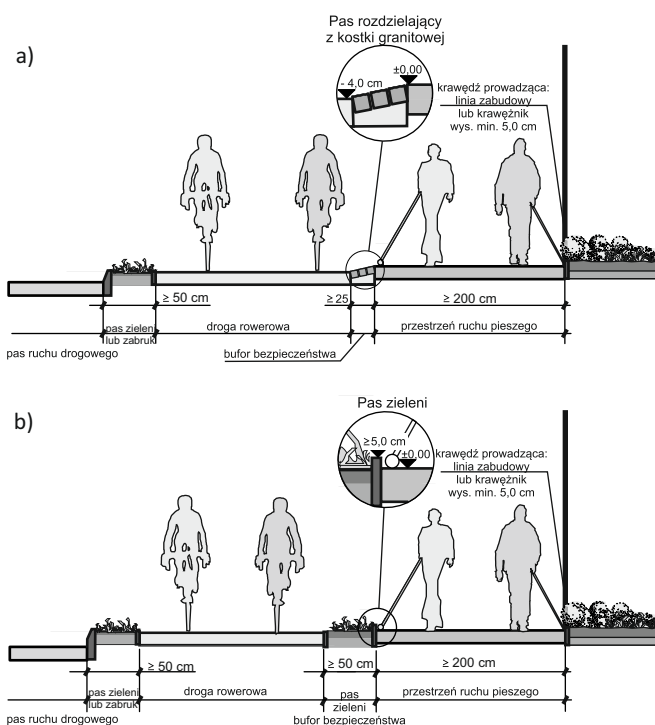 a)
Pas rozdzielający
z kostki granitowej
- 4,0 cm
±0,00
krawędź prowadząca:
linia zabudowy
lub krawężnik
wys. min. 5,0 cm
≥ 50 cm
≥ 25
≥ 200 cm
pas zieleni
lub zabruk
droga rowerowa
przestrzeń ruchu pieszego
pas ruchu drogowego
bufor bezpieczeństwa
b)
Pas zieleni
≥5,0 cm
±0,00
krawędź prowadząca:
linia zabudowy
lub krawężnik
wys. min. 5,0 cm
≥ 50 cm
≥ 50 cm
≥ 200 cm
pas zieleni
lub zabruk
droga rowerowa
pas
zieleni
przestrzeń ruchu pieszego
pas ruchu drogowego
bufor bezpieczeństwa